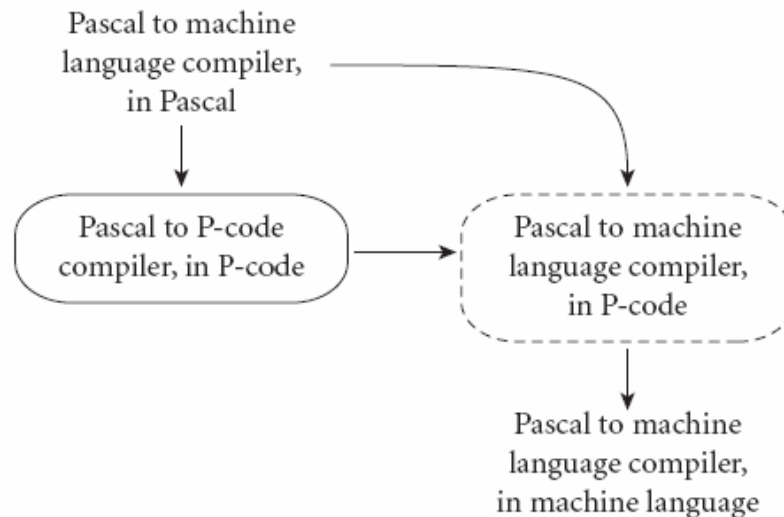 Pascal to machine
language compiler,
in Pascal
Pascal to P-code
compiler, in P-code
Pascal to machine
language compiler,
in P-code
Pascal to machine
language compiler,
in machine language